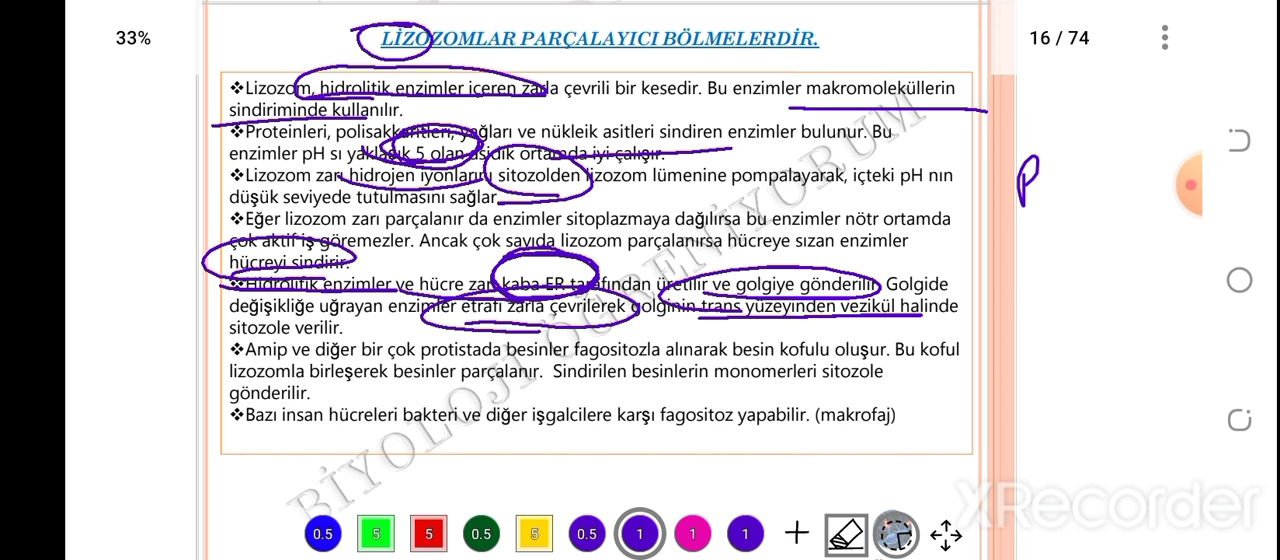 33%
LİZOZOMLAR PARÇALAYICI BÖLMELERDİR.
16 / 74
❖Lizozom, hidrolitik enzimler içeren zarla çevrili bir kesedir. Bu enzimler makromoleküllerin
sindiriminde kullanılır.
❖Proteinleri, polisakkaritleri, yağları ve nükleik asitleri sindiren enzimler bulunur. Bu
enzimler pH sı yaklaşık 5 olan asidik ortamda iyi çalışır.
❖Lizozom zarı hidrojen iyonlarını sitozolden lizozom lümenine pompalayarak, içteki pH nın
düşük seviyede tutulmasını sağlar.
❖Eğer lizozom zarı parçalanır da enzimler sitoplazmaya dağılırsa bu enzimler nötr ortamda
çok aktif iş göremezler. Ancak çok sayıda lizozom parçalanırsa hücreye sızan enzimler
hücreyi sindirir.
❖Hidrolitik enzimler ve hücre zarı kaba ER tarafından üretilir ve golgiye gönderilir. Golgide
değişikliğe uğrayan enzimler etrafı zarla çevrilerek golginin trans yüzeyinden vezikül halinde
sitozole verilir.
❖Amip ve diğer bir çok protistada besinler fagositozla alınarak besin kofulu oluşur. Bu koful
lizozomla birleşerek besinler parçalanır. Sindirilen besinlerin monomerleri sitozole
gönderilir.
❖Bazı insan hücreleri bakteri ve diğer işgalcilere karşı fagositoz yapabilir. (makrofaj)
P
BİYOLOJİ ÖĞRENİYORUM
XRecorder
0.5 5 5 0.5 5 0.5 1 1 1